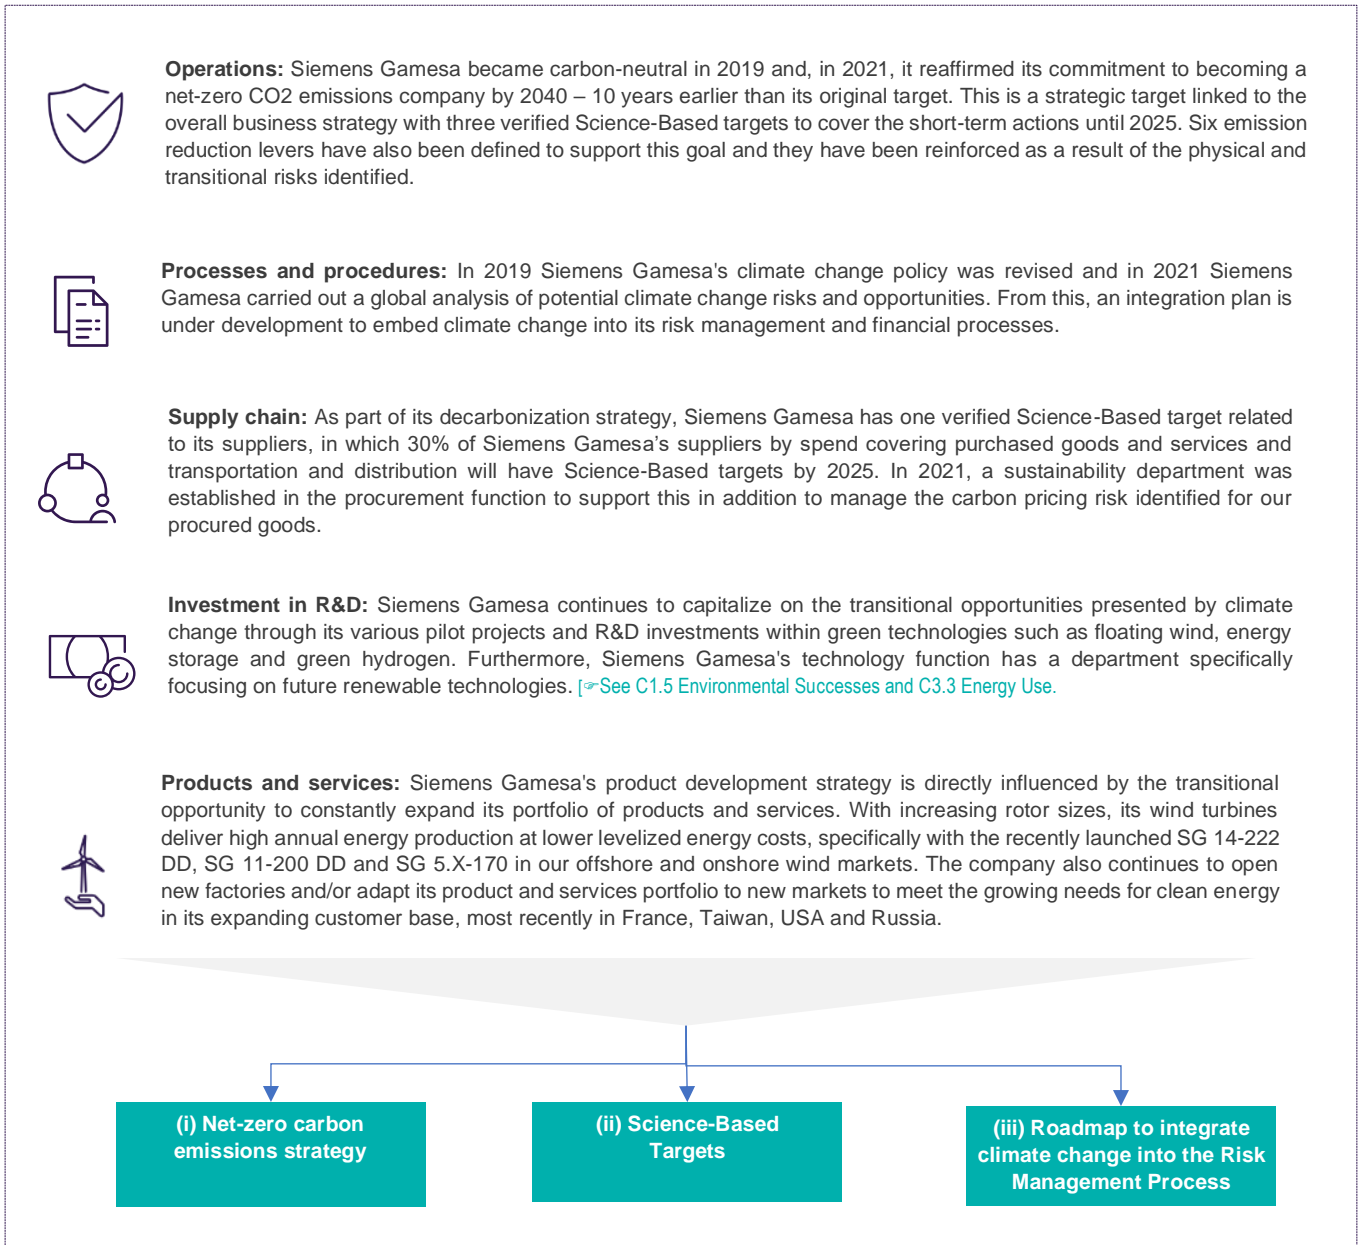 Operations: Siemens Gamesa became carbon-neutral in 2019 and, in 2021, it reaffirmed its commitment to becoming a
net-zero CO2 emissions company by 2040 – 10 years earlier than its original target. This is a strategic target linked to the
overall business strategy with three verified Science-Based targets to cover the short-term actions until 2025. Six emission
reduction levers have also been defined to support this goal and they have been reinforced as a result of the physical and
transitional risks identified.
Processes and procedures: In 2019 Siemens Gamesa's climate change policy was revised and in 2021 Siemens
Gamesa carried out a global analysis of potential climate change risks and opportunities. From this, an integration plan is
under development to embed climate change into its risk management and financial processes.
Supply chain: As part of its decarbonization strategy, Siemens Gamesa has one verified Science-Based target related
to its suppliers, in which 30% of Siemens Gamesa’s suppliers by spend covering purchased goods and services and
transportation and distribution will have Science-Based targets by 2025. In 2021, a sustainability department was
established in the procurement function to support this in addition to manage the carbon pricing risk identified for our
procured goods.
Investment in R&D: Siemens Gamesa continues to capitalize on the transitional opportunities presented by climate
change through its various pilot projects and R&D investments within green technologies such as floating wind, energy
storage and green hydrogen. Furthermore, Siemens Gamesa's technology function has a department specifically
focusing on future renewable technologies. [☞See C1.5 Environmental Successes and C3.3 Energy Use.
Products and services: Siemens Gamesa's product development strategy is directly influenced by the transitional
opportunity to constantly expand its portfolio of products and services. With increasing rotor sizes, its wind turbines
deliver high annual energy production at lower levelized energy costs, specifically with the recently launched SG 14-222
DD, SG 11-200 DD and SG 5.X-170 in our offshore and onshore wind markets. The company also continues to open
new factories and/or adapt its product and services portfolio to new markets to meet the growing needs for clean energy
in its expanding customer base, most recently in France, Taiwan, USA and Russia.
(i) Net-zero carbon
emissions strategy
(ii) Science-Based
Targets
(iii) Roadmap to integrate
climate change into the Risk
Management Process